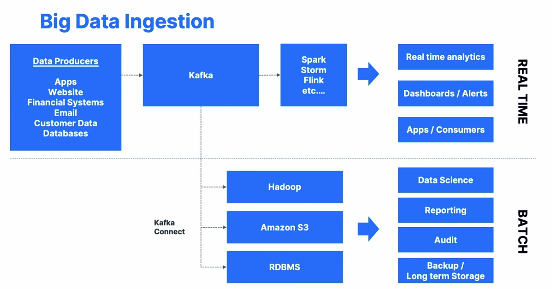 Big Data Ingestion
Data Producers
Apps
Website
Financial Systems
Email
Customer Data
Databases
Kafka
Spark
Storm
Flink
etc....
Real time analytics
Dashboards / Alerts
Apps / Consumers
REAL TIME
Kafka
Connect
Hadoop
Amazon S3
RDBMS
Data Science
Reporting
Audit
Backup /
Long term Storage
BATCH